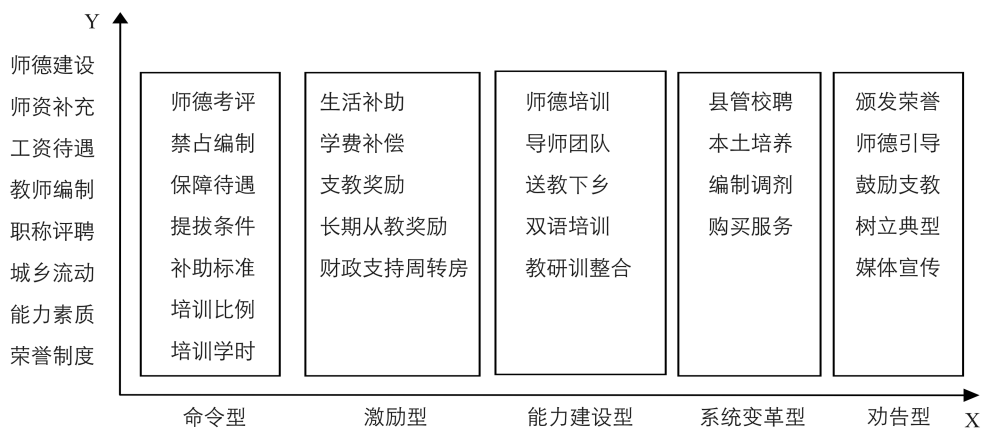 Y
师德建设
师资补充
工资待遇
教师编制
职称评聘
城乡流动
能力素质
荣誉制度
师德考评
禁占编制
保障待遇
提拔条件
补助标准
培训比例
培训学时
生活补助
学费补偿
支教奖励
长期从教奖励
财政支持周转房
师德培训
导师团队
送教下乡
双语培训
教研训整合
县管校聘
本土培养
编制调剂
购买服务
颁发荣誉
师德引导
鼓励支教
树立典型
媒体宣传
命令型
激励型
能力建设型
系统变革型
劝告型
X